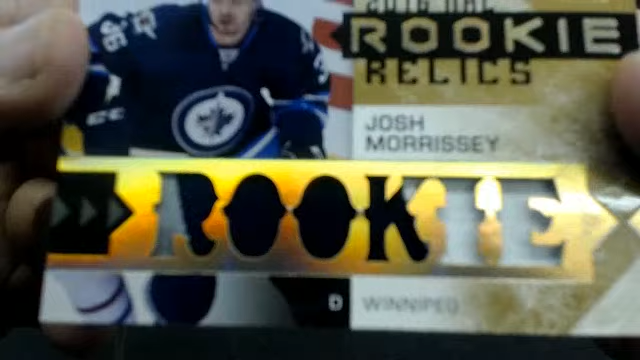 ROOKIE
RELICS
JOSH
MORRISSEY
ROOKIE
D WINNIPEG